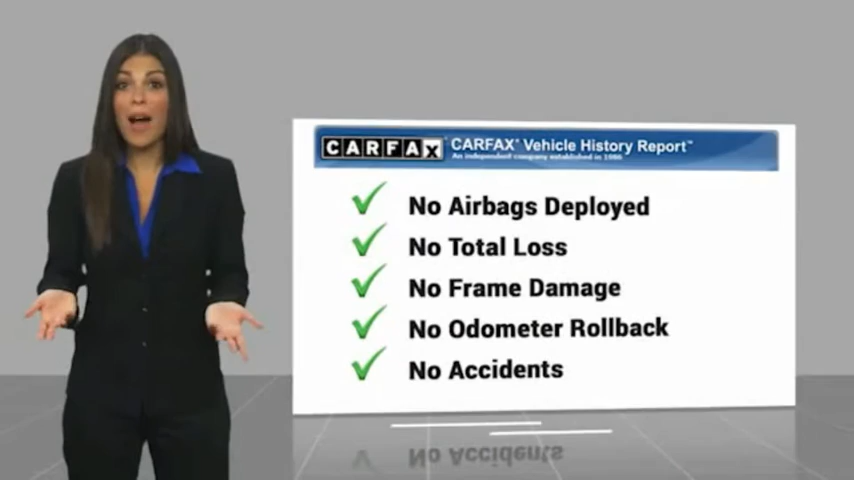 CARFAX CARFAX® Vehicle History Report™
An independent company established in 1986
No Airbags Deployed
No Total Loss
No Frame Damage
No Odometer Rollback
No Accidents
No Accidents